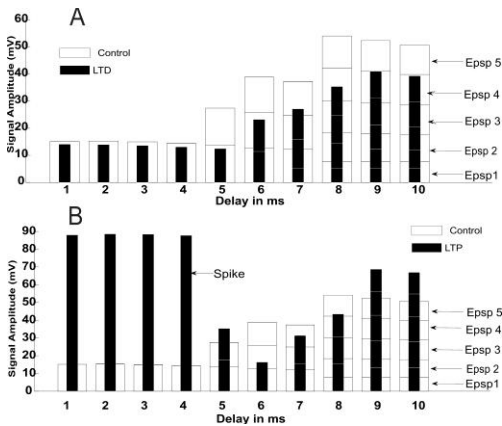 A
Control
LTD
Signal Amplitude (mV)
60
50
40
30
20
10
0
Epsp 5
Epsp 4
Epsp 3
Epsp 2
Epsp1
1 2 3 4 5 6 7 8 9 10
Delay in ms
B
Control
LTP
Signal Amplitude (mV)
90
80
70
60
50
40
30
20
10
0
Spike
Epsp 5
Epsp 4
Epsp 3
Epsp 2
Epsp1
1 2 3 4 5 6 7 8 9 10
Delay in ms